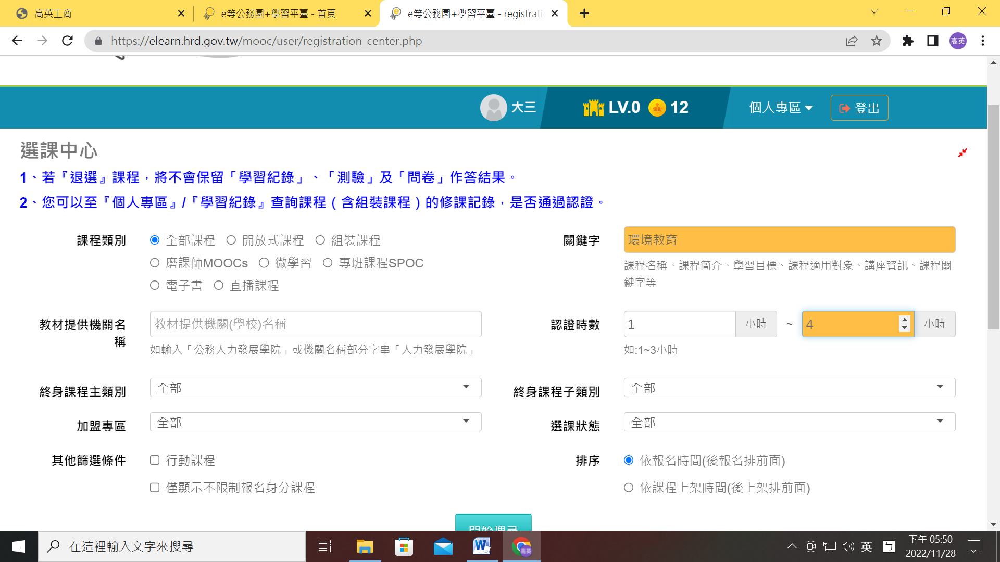 高英工商
e等公務園+學習平臺 - 首頁
e等公務園+學習平臺 - registrati
https://elearn.hrd.gov.tw/mooc/user/registration_center.php
高英
大三
LV.0
12
個人專區
登出
選課中心
1、若『退選』課程，將不會保留「學習紀錄」、「測驗」及「問卷」作答結果。
2、您可以至『個人專區』/『學習紀錄』查詢課程（含組裝課程）的修課記錄，是否通過認證。
課程類別
全部課程
開放式課程
組裝課程
磨課師MOOCs
微學習
專班課程SPOC
電子書
直播課程
關鍵字
環境教育
課程名稱、課程簡介、學習目標、課程適用對象、講座資訊、課程關
鍵字等
教材提供機關名
稱
教材提供機關(學校)名稱
如輸入「公務人力發展學院」或機關名稱部分字串「人力發展學院」
認證時數
1
小時
~
4
小時
如:1~3小時
終身課程主類別
全部
終身課程子類別
全部
加盟專區
全部
選課狀態
全部
其他篩選條件
行動課程
僅顯示不限制報名身分課程
排序
依報名時間(後報名排前面)
依課程上架時間(後上架排前面)
開始搜尋
在這裡輸入文字來搜尋
高英
英
ㄅ
下午 05:50
2022/11/28